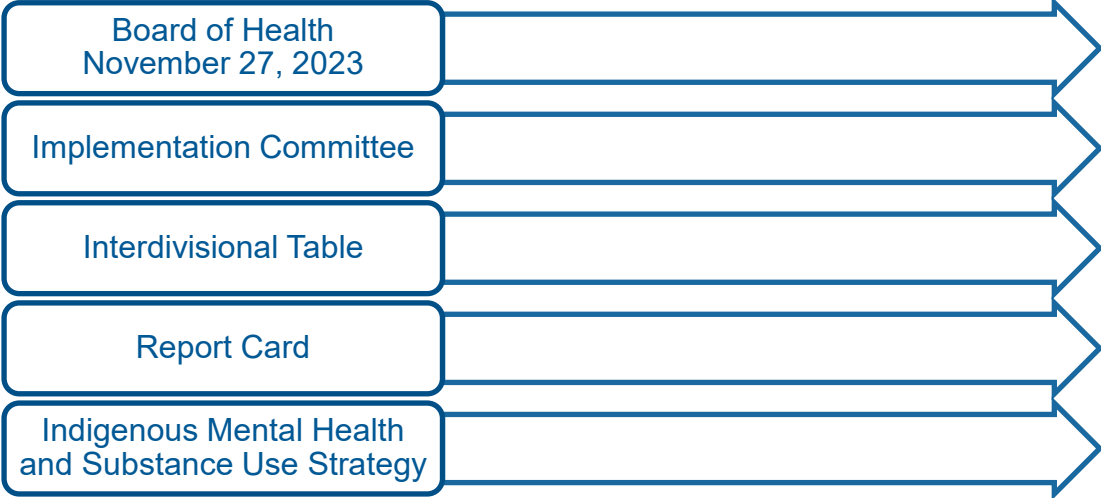 Board of Health
November 27, 2023
Implementation Committee
Interdivisional Table
Report Card
Indigenous Mental Health
and Substance Use Strategy